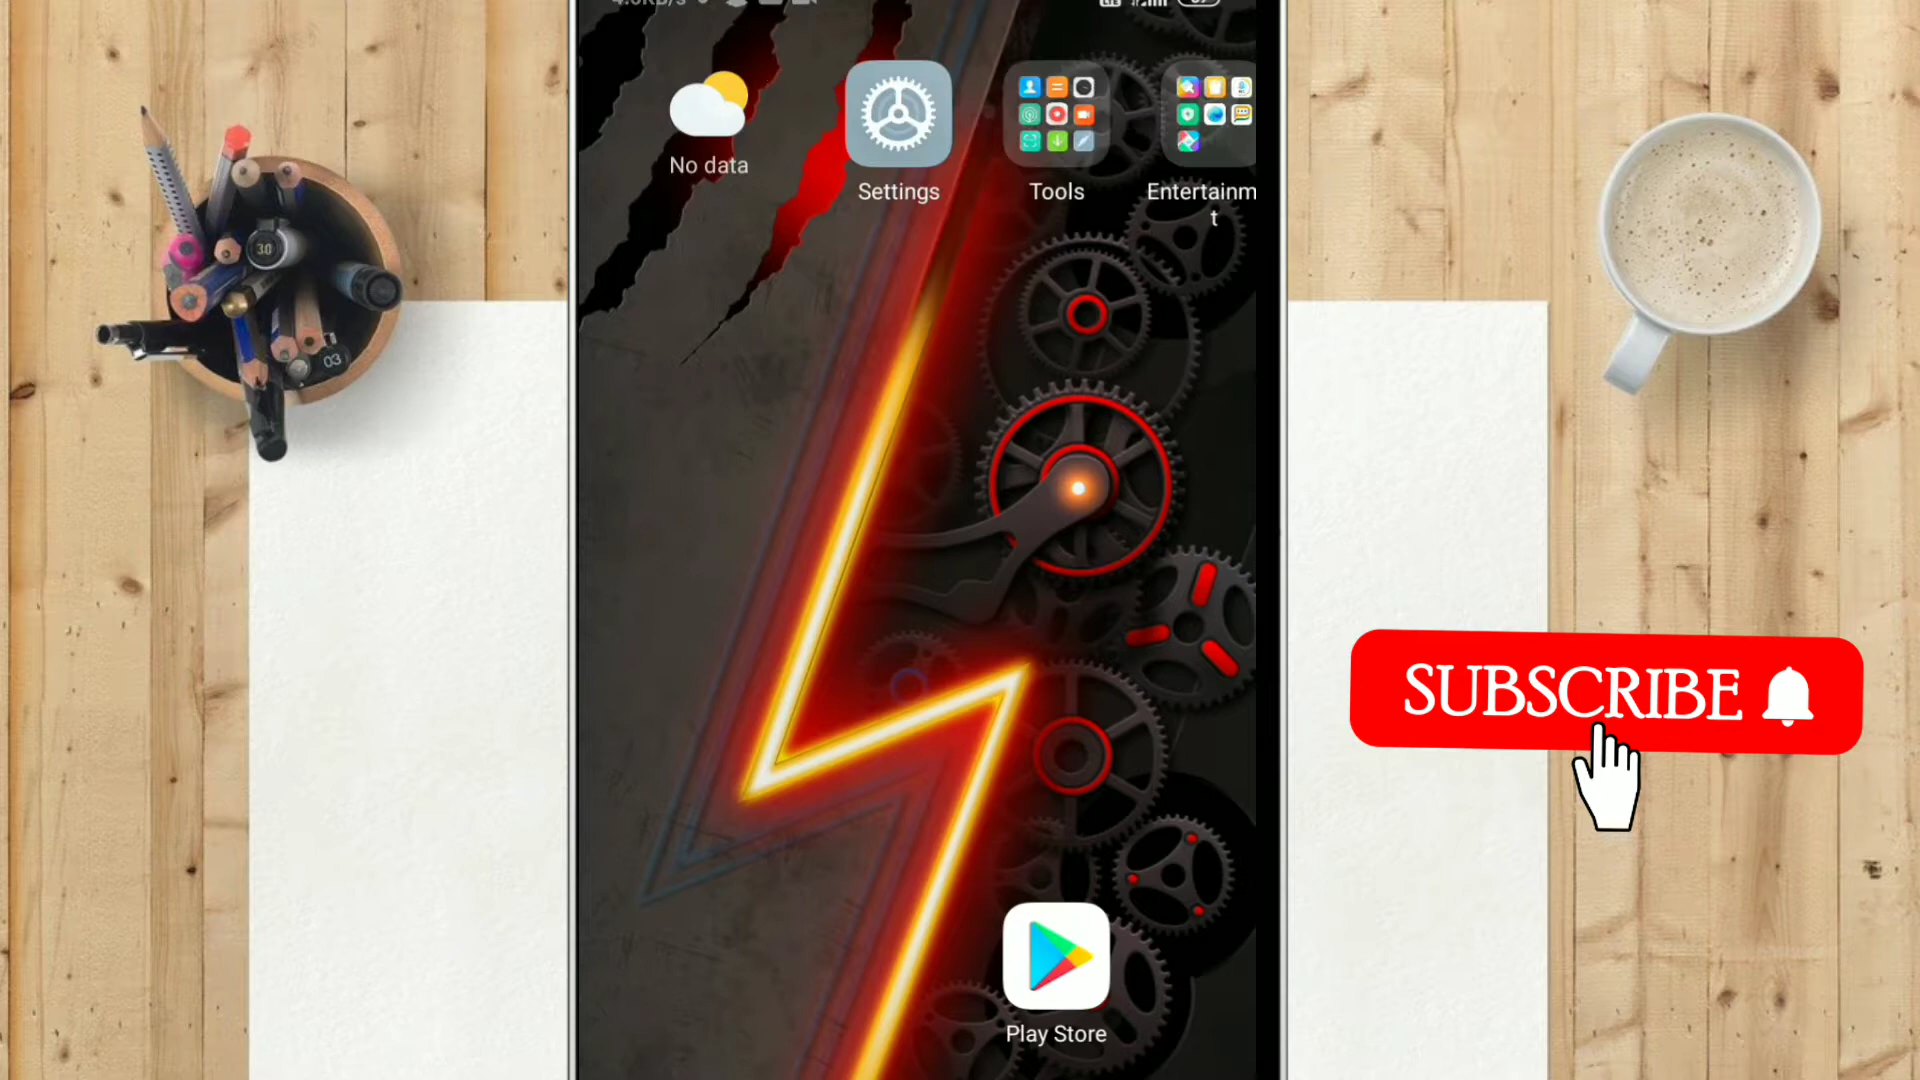 No data
Settings
Tools
Entertainm
t
30
03
SUBSCRIBE
Play Store